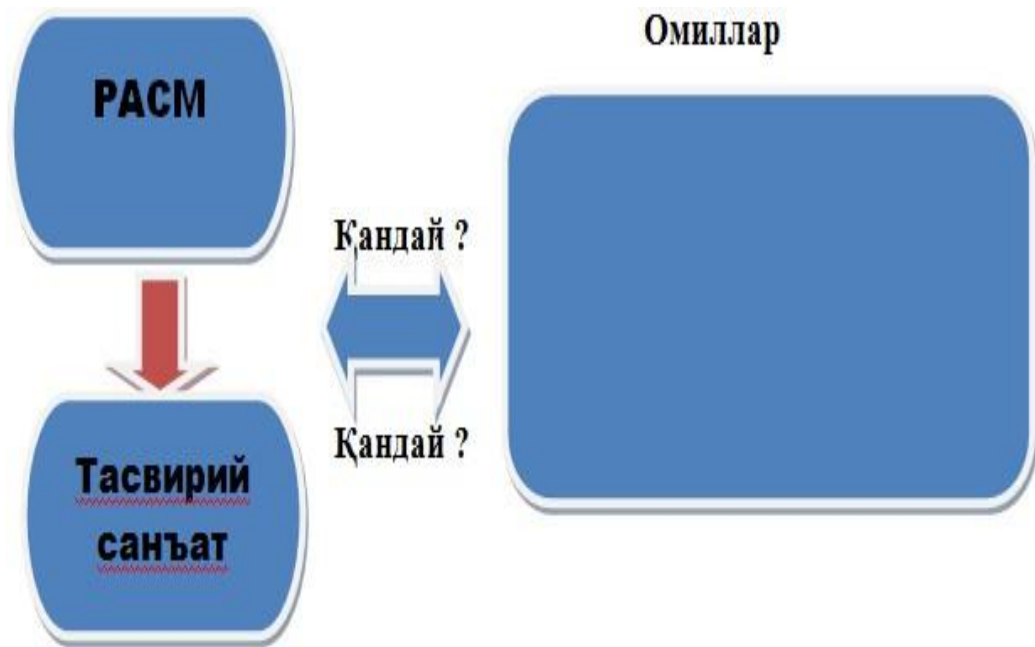 Омиллар
РАСМ
Қандай ?
Қандай ?
Тасвирий
санъат